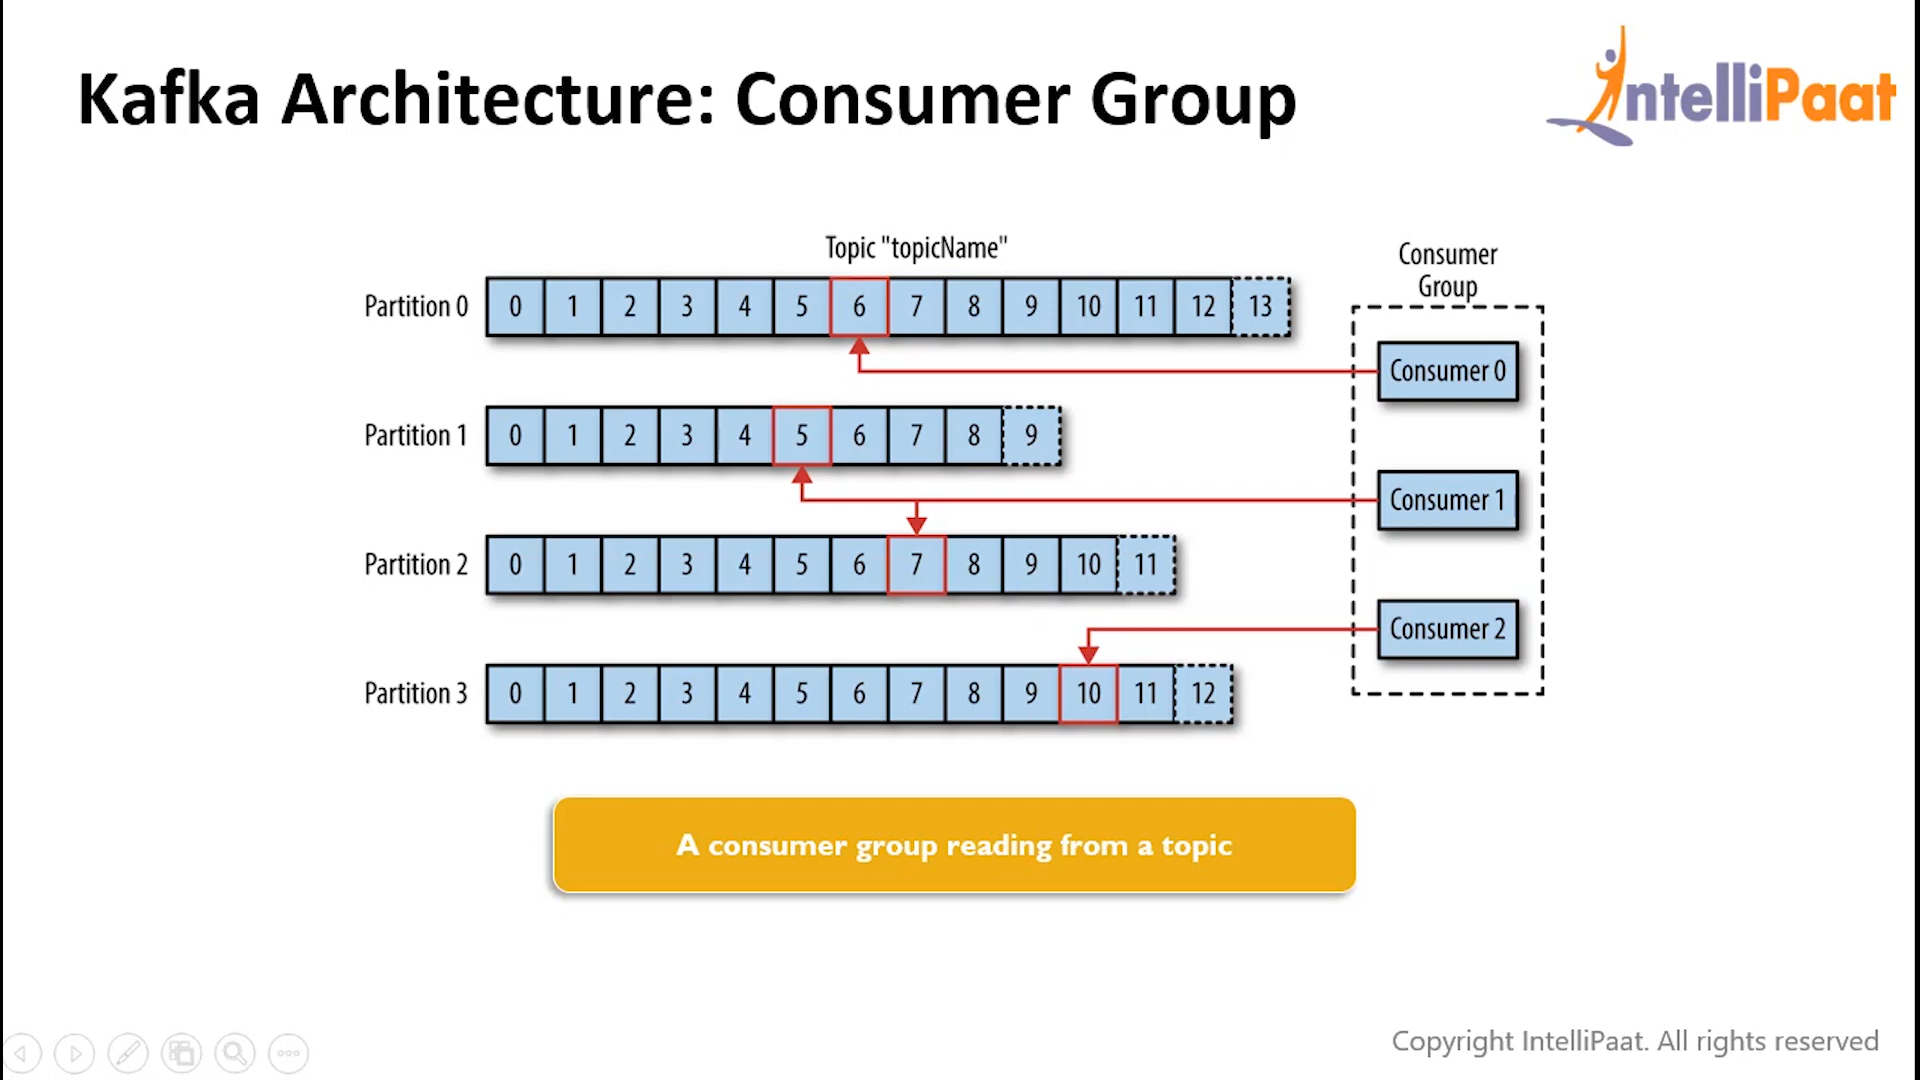 Kafka Architecture: Consumer Group
IntelliPaat
Topic "topicName"
Consumer
Group
Partition 0 0 1 2 3 4 5 6 7 8 9 10 11 12 13
Consumer 0
Partition 1 0 1 2 3 4 5 6 7 8 9
Consumer 1
Partition 2 0 1 2 3 4 5 6 7 8 9 10 11
Consumer 2
Partition 3 0 1 2 3 4 5 6 7 8 9 10 11 12
A consumer group reading from a topic
Copyright IntelliPaat. All rights reserved